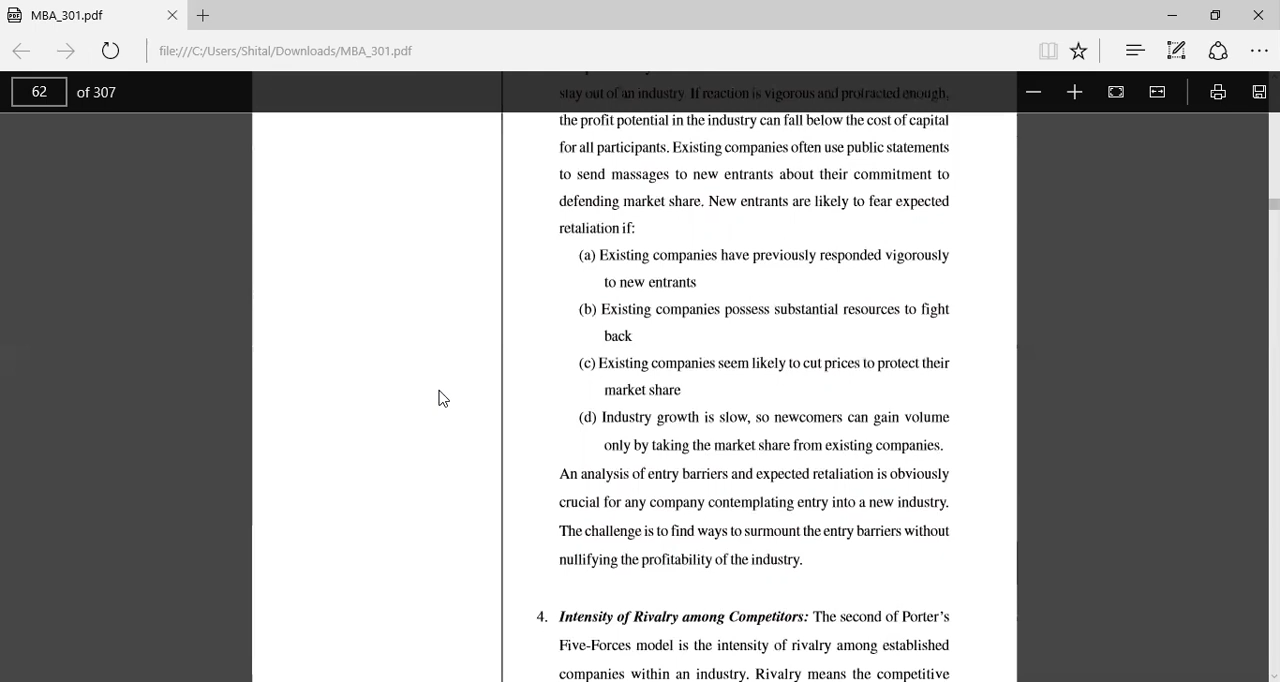 MBA_301.pdf
file:///C:/Users/Shital/Downloads/MBA_301.pdf
62 of 307
stay out of an industry. If reaction is vigorous and protracted enough,
the profit potential in the industry can fall below the cost of capital
for all participants. Existing companies often use public statements
to send massages to new entrants about their commitment to
defending market share. New entrants are likely to fear expected
retaliation if:
(a) Existing companies have previously responded vigorously
to new entrants
(b) Existing companies possess substantial resources to fight
back
(c) Existing companies seem likely to cut prices to protect their
market share
(d) Industry growth is slow, so newcomers can gain volume
only by taking the market share from existing companies.
An analysis of entry barriers and expected retaliation is obviously
crucial for any company contemplating entry into a new industry.
The challenge is to find ways to surmount the entry barriers without
nullifying the profitability of the industry.
4. Intensity of Rivalry among Competitors: The second of Porter's
Five-Forces model is the intensity of rivalry among established
companies within an industry. Rivalry means the competitive